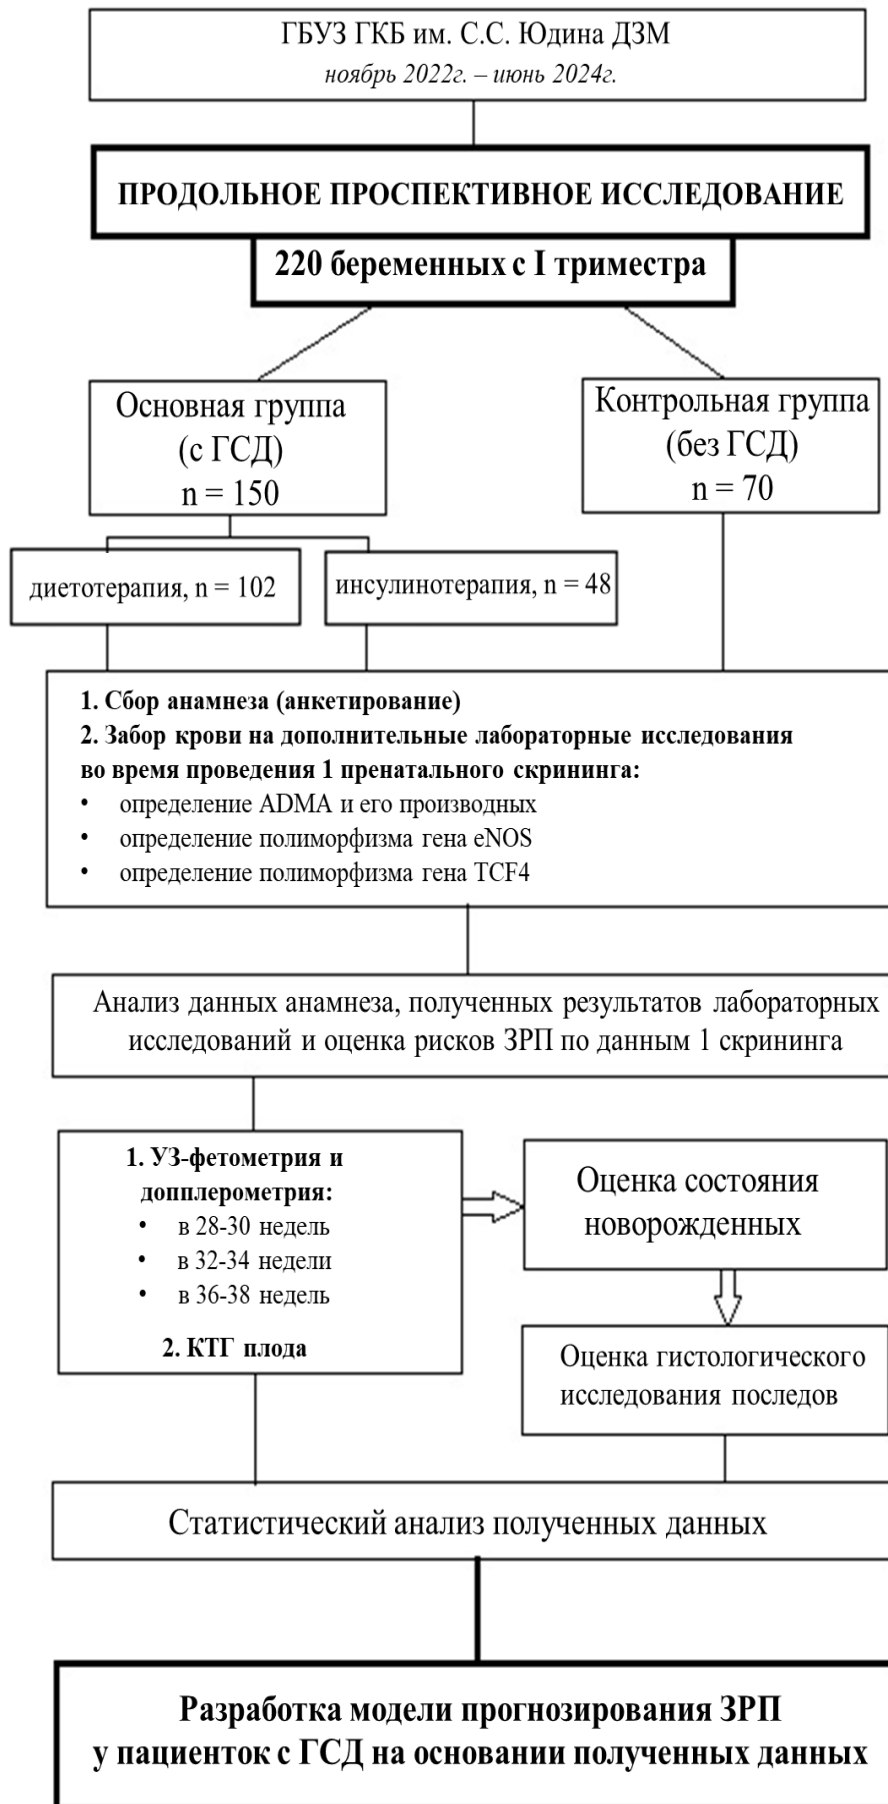 ГБУЗ ГКБ им. С.С. Юдина ДЗМ
ноябрь 2022г. – июнь 2024г.
ПРОДОЛЬНОЕ ПРОСПЕКТИВНОЕ ИССЛЕДОВАНИЕ
220 беременных с I триместра
Основная группа
(с ГСД)
n = 150
Контрольная группа
(без ГСД)
n = 70
диетотерапия, n = 102
инсулинотерапия, n = 48
1. Сбор анамнеза (анкетирование)
2. Забор крови на дополнительные лабораторные исследования
во время проведения 1 пренатального скрининга:
• определение ADMA и его производных
• определение полиморфизма гена eNOS
• определение полиморфизма гена TCF4
Анализ данных анамнеза, полученных результатов лабораторных
исследований и оценка рисков ЗРП по данным 1 скрининга
1. УЗ-фетометрия и
допплерометрия:
• в 28-30 недель
• в 32-34 недели
• в 36-38 недель
2. КТГ плода
Оценка состояния
новорожденных
Оценка гистологического
исследования последов
Статистический анализ полученных данных
Разработка модели прогнозирования ЗРП
у пациенток с ГСД на основании полученных данных